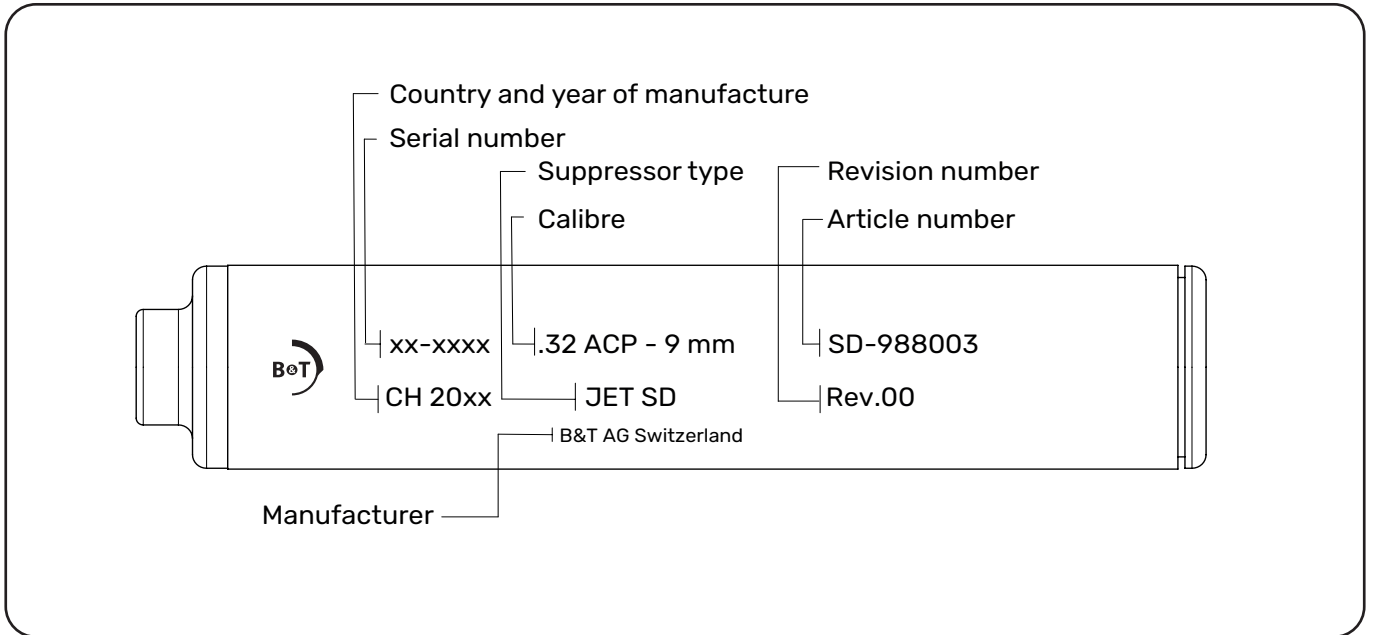 Country and year of manufacture
Serial number
Suppressor type
Revision number
Calibre
Article number
xx-xxxx
.32 ACP - 9 mm
SD-988003
B&T
CH 20xx
JET SD
Rev.00
B&T AG Switzerland
Manufacturer